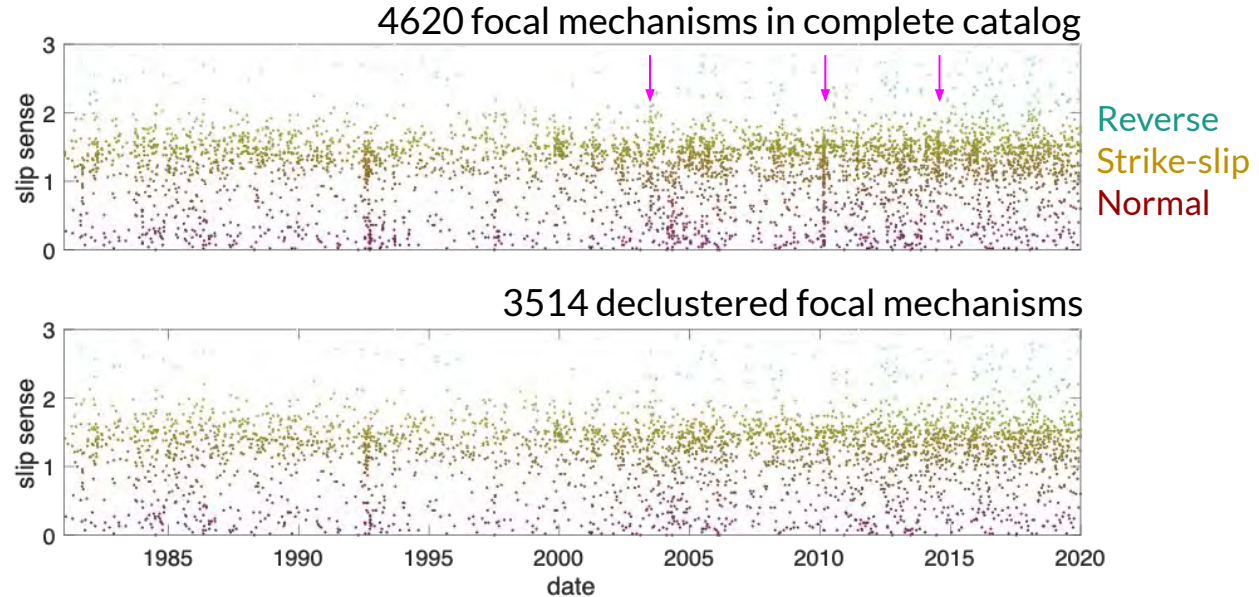 4620 focal mechanisms in complete catalog
3
2
1
0
slip sense
Reverse
Strike-slip
Normal
3514 declustered focal mechanisms
3
2
1
0
slip sense
1985 1990 1995 2000 2005 2010 2015 2020
date